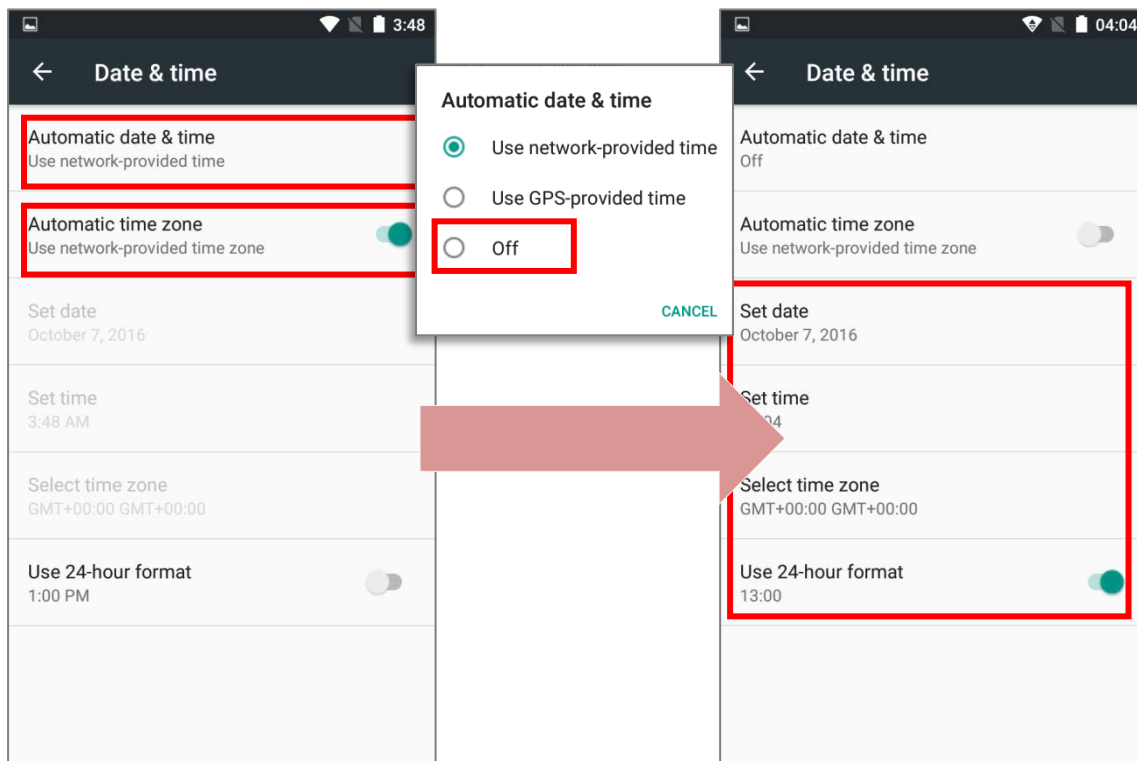 3:48
Date & time
Automatic date & time
Use network-provided time
Automatic time zone
Use network-provided time zone
Set date
October 7, 2016
Set time
3:48 AM
Select time zone
GMT+00:00 GMT+00:00
Use 24-hour format
1:00 PM
Automatic date & time
Use network-provided time
Use GPS-provided time
Off
CANCEL
04:04
Date & time
Automatic date & time
Off
Automatic time zone
Use network-provided time zone
Set date
October 7, 2016
Set time
Select time zone
GMT+00:00 GMT+00:00
Use 24-hour format
13:00